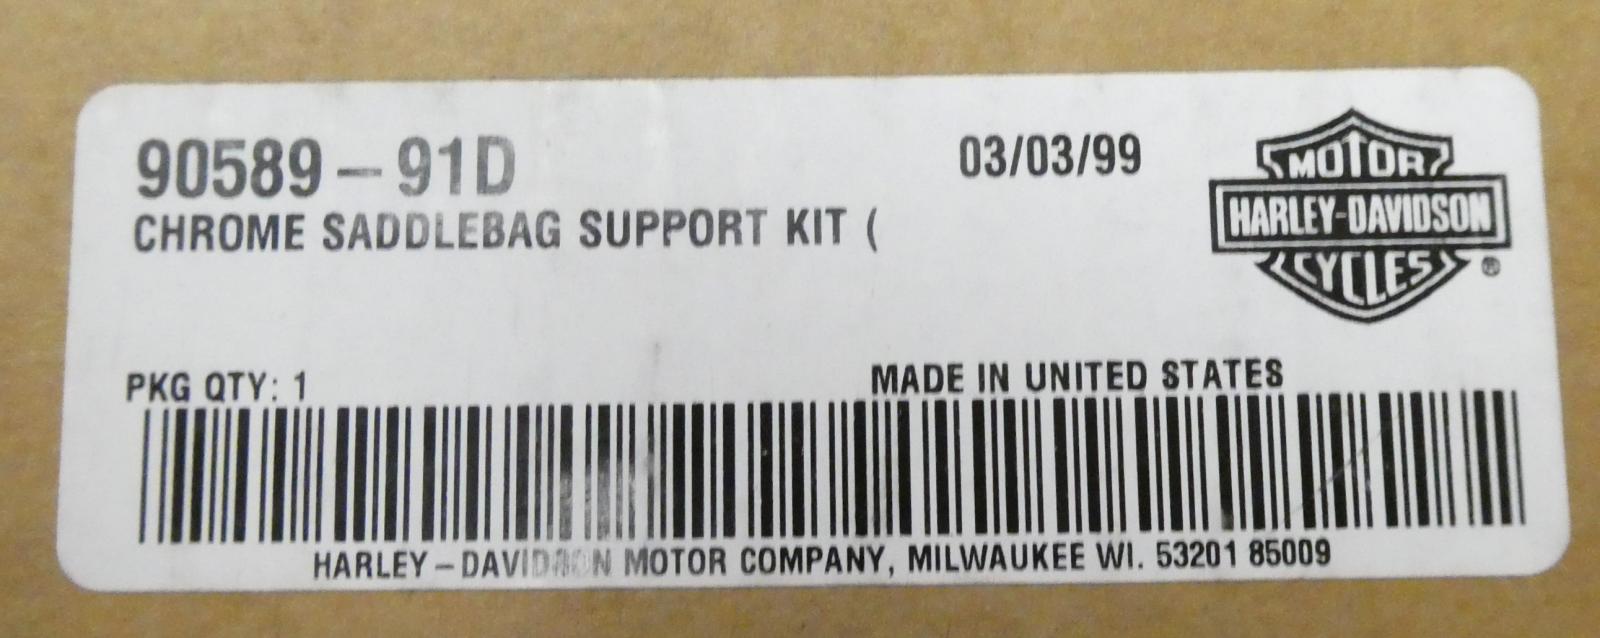 90589-91D 03/03/99
CHROME SADDLEBAG SUPPORT KIT (
MOTOR
HARLEY-DAVIDSON
CYCLES
®
PKG QTY: 1 MADE IN UNITED STATES
HARLEY-DAVIDSON MOTOR COMPANY, MILWAUKEE WI. 53201 85009